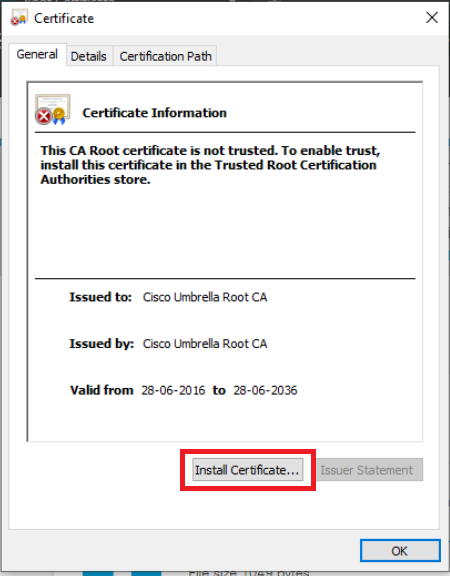 Certificate
General
Details
Certification Path
Certificate Information
This CA Root certificate is not trusted. To enable trust,
install this certificate in the Trusted Root Certification
Authorities store.
Issued to: Cisco Umbrella Root CA
Issued by: Cisco Umbrella Root CA
Valid from 28-06-2016 to 28-06-2036
Install Certificate...
Issuer Statement
OK
File size 1049 bytes